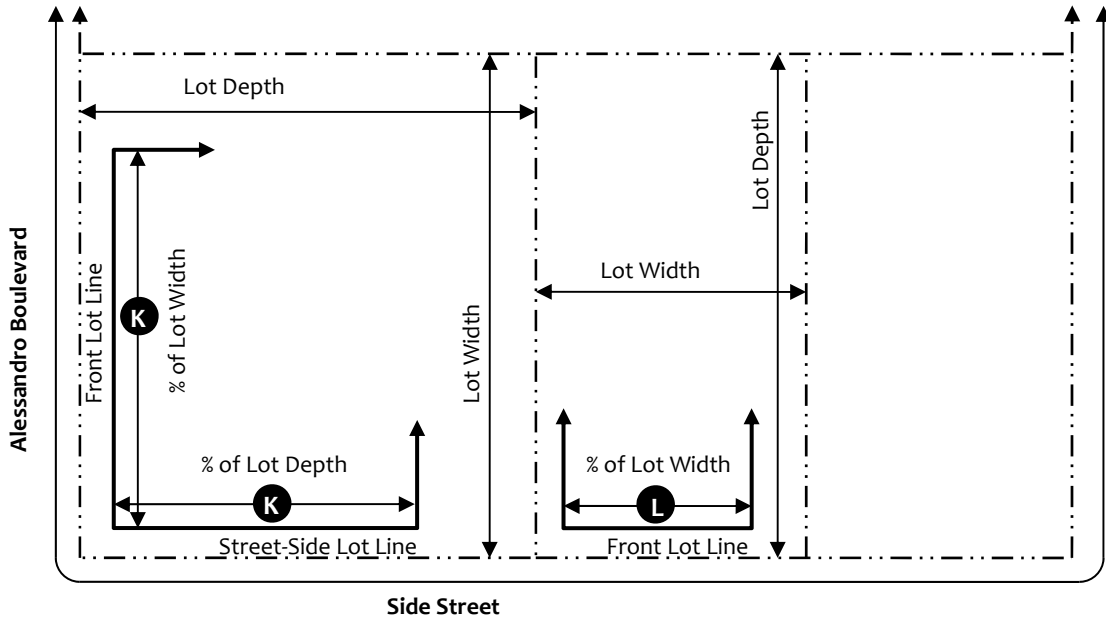 Lot Depth
Lot Depth
Alessandro Boulevard
Front Lot Line
K
% of Lot Width
Lot Width
Lot Width
% of Lot Depth
K
% of Lot Width
L
Street-Side Lot Line
Front Lot Line
Side Street